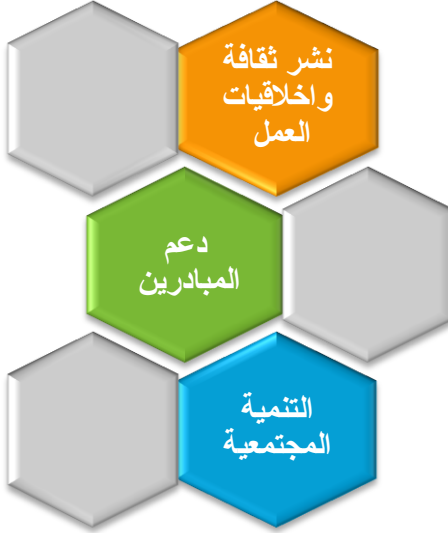 نشر ثقافة
واخلاقيات
العمل
دعم
المبادرين
التنمية
المجتمعية